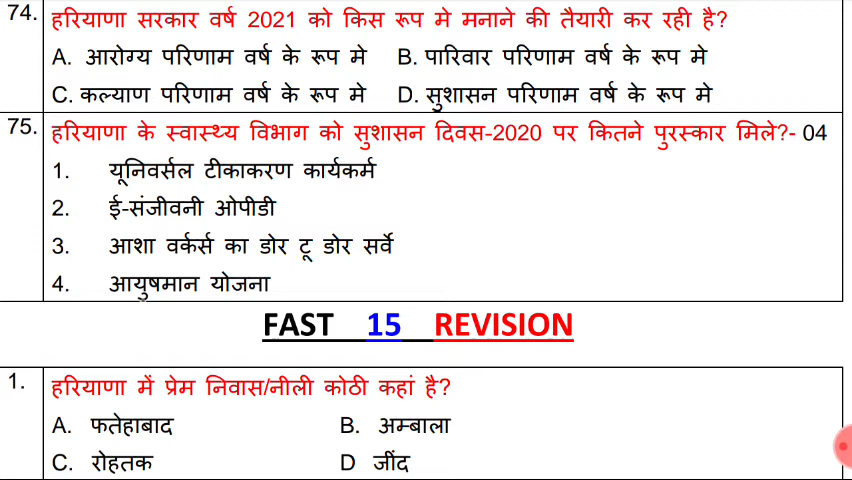 74. हरियाणा सरकार वर्ष 2021 को किस रूप मे मनाने की तैयारी कर रही है?
A. आरोग्य परिणाम वर्ष के रूप मे B. पारिवार परिणाम वर्ष के रूप मे
C. कल्याण परिणाम वर्ष के रूप मे D. सुशासन परिणाम वर्ष के रूप मे
75. हरियाणा के स्वास्थ्य विभाग को सुशासन दिवस-2020 पर कितने पुरस्कार मिले?- 04
1. यूनिवर्सल टीकाकरण कार्यकर्म
2. ई-संजीवनी ओपीडी
3. आशा वर्कर्स का डोर टू डोर सर्वे
4. आयुषमान योजना
FAST 15 REVISION
1. हरियाणा में प्रेम निवास/नीली कोठी कहां है?
A. फतेहाबाद B. अम्बाला
C. रोहतक D जींद